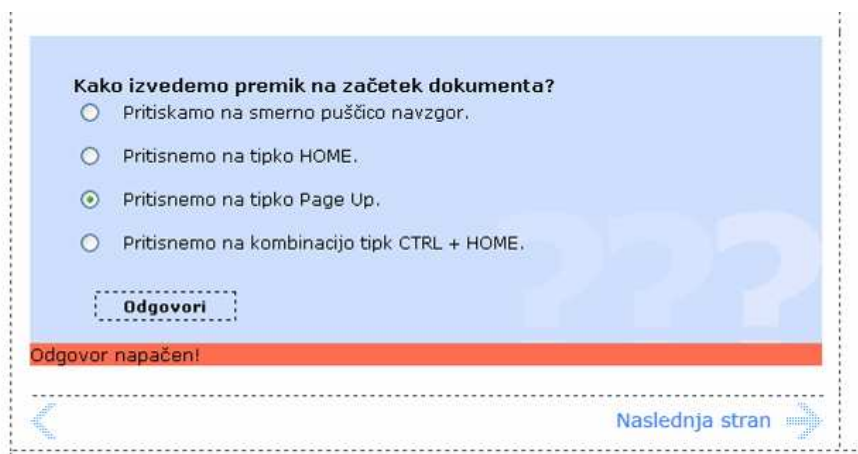 Kako izvedemo premik na začetek dokumenta?
Pritiskamo na smerno puščico navzgor.
Pritisnemo na tipko HOME.
Pritisnemo na tipko Page Up.
Pritisnemo na kombinacijo tipk CTRL + HOME.
???
Odgovori
Odgovor napačen!
Naslednja stran